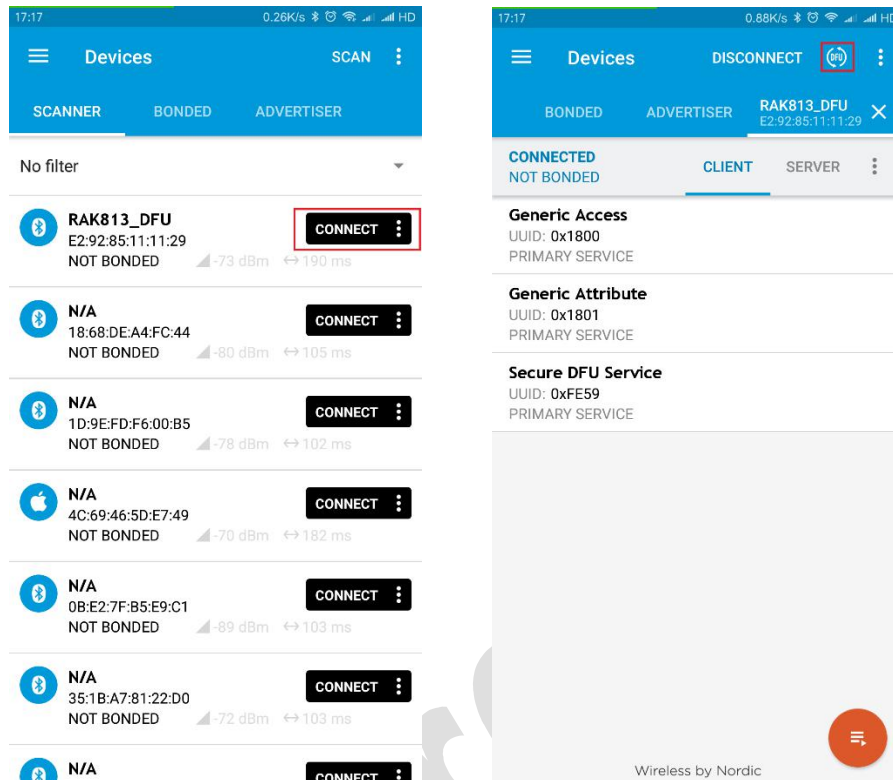 17:17 0.26K/s HD
Devices SCAN
SCANNER BONDED ADVERTISER
No filter
RAK813_DFU
E2:92:85:11:11:29
NOT BONDED -73 dBm 190 ms
CONNECT
N/A
18:68:DE:A4:FC:44
NOT BONDED -80 dBm 105 ms
CONNECT
N/A
1D:9E:FD:F6:00:B5
NOT BONDED -78 dBm 102 ms
CONNECT
N/A
4C:69:46:5D:E7:49
NOT BONDED -70 dBm 182 ms
CONNECT
N/A
0B:E2:7F:B5:E9:C1
NOT BONDED -89 dBm 103 ms
CONNECT
N/A
35:1B:A7:81:22:D0
NOT BONDED -72 dBm 103 ms
CONNECT
N/A
CONNECT
17:17 0.88K/s HD
Devices DISCONNECT DFU
BONDED ADVERTISER RAK813_DFU
E2:92:85:11:11:29
CONNECTED
NOT BONDED
CLIENT SERVER
Generic Access
UUID: 0x1800
PRIMARY SERVICE
Generic Attribute
UUID: 0x1801
PRIMARY SERVICE
Secure DFU Service
UUID: 0xFE59
PRIMARY SERVICE
Wireless by Nordic